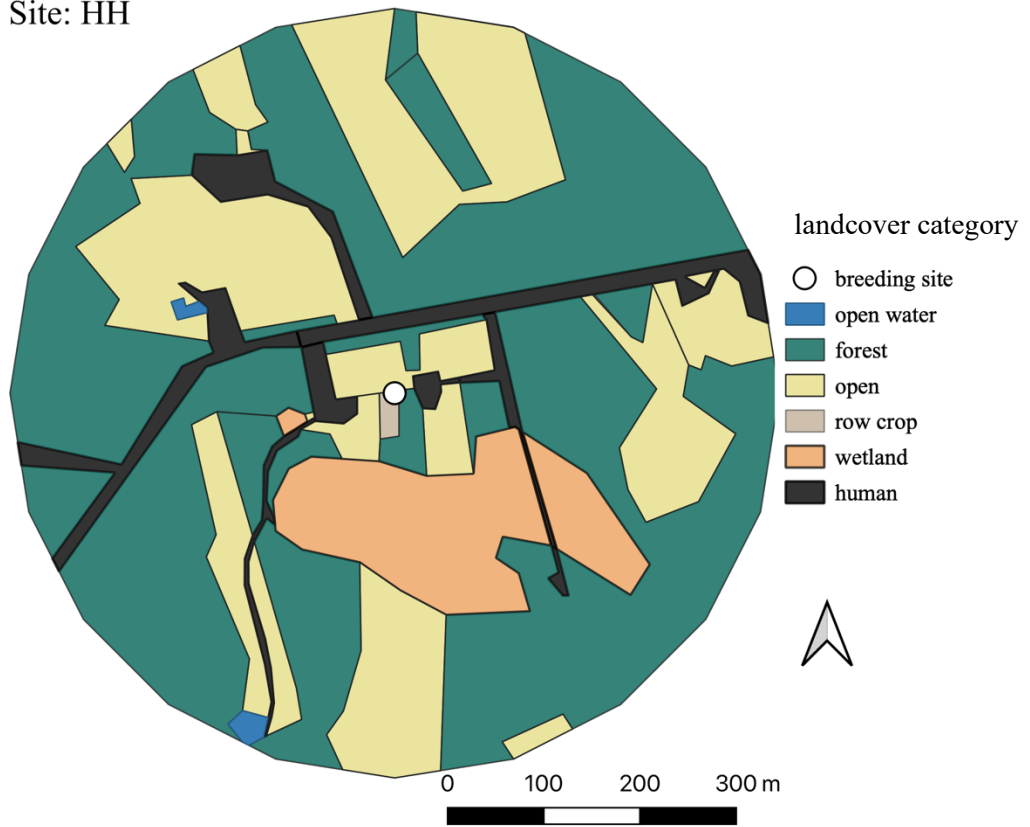 Site: HH
landcover category
breeding site
open water
forest
open
row crop
wetland
human
0 100 200 300 m